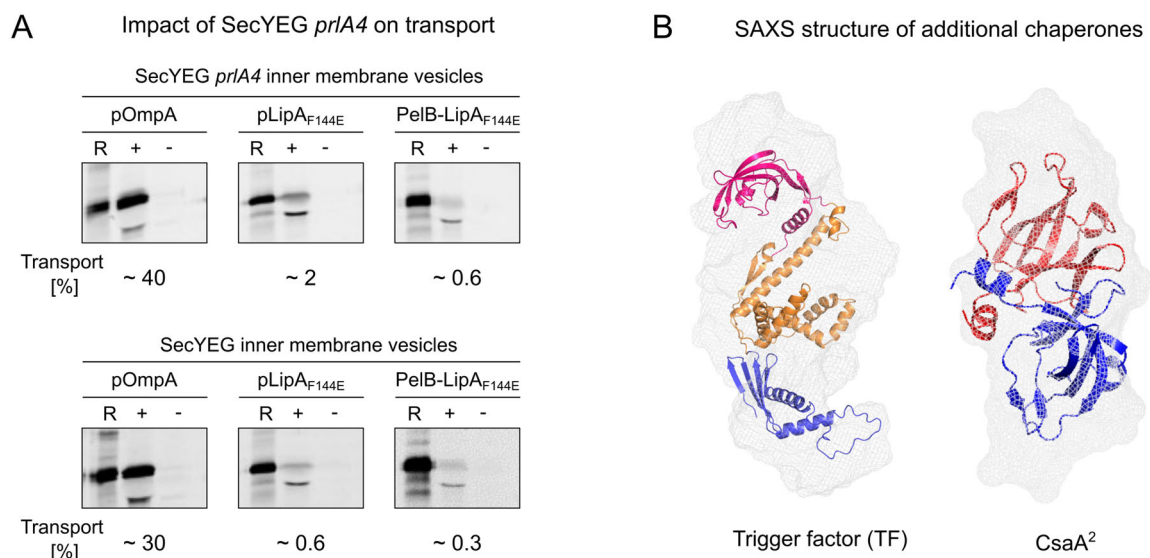 A
Impact of SecYEG prlA4 on transport
SecYEG prlA4 inner membrane vesicles
pOmpA pLipAF144E PelB-LipAF144E
R + - R + - R + -
Transport [%] ~ 40 ~ 2 ~ 0.6
SecYEG inner membrane vesicles
pOmpA pLipAF144E PelB-LipAF144E
R + - R + - R + -
Transport [%] ~ 30 ~ 0.6 ~ 0.3
B
SAXS structure of additional chaperones
Trigger factor (TF) CsaA²